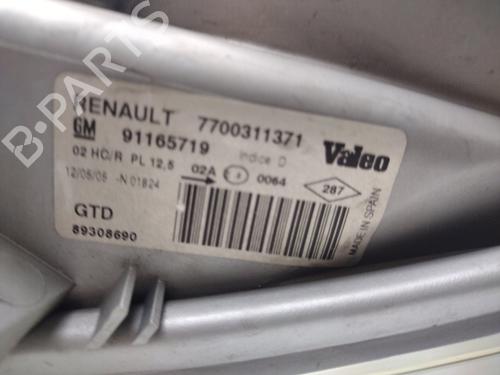 RENAULT 7700311371
GM 91165719 Indice D Valeo
02 HC/R PL 12,5 02A 0064 287
12/05/05 -N 01824
GTD
89308690
MADE IN SPAIN